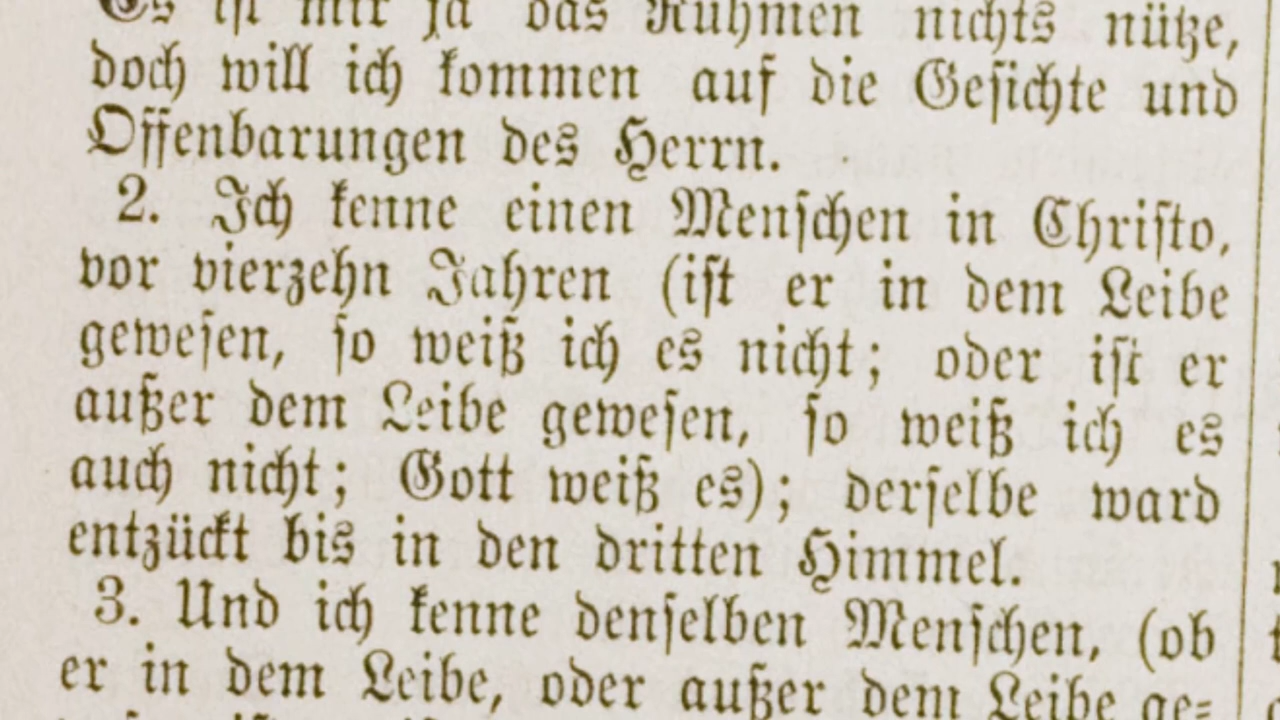 Es ist mir ja das Rühmen nichts nütze,
doch will ich kommen auf die Gesichte und
Offenbarungen des Herrn.
2. Ich kenne einen Menschen in Christo,
vor vierzehn Jahren (ist er in dem Leibe
gewesen, so weiß ich es nicht; oder ist er
außer dem Leibe gewesen, so weiß ich es
auch nicht; Gott weiß es); derselbe ward
entzückt bis in den dritten Himmel.
3. Und ich kenne denselben Menschen, (ob
er in dem Leibe, oder außer dem Leibe ge-